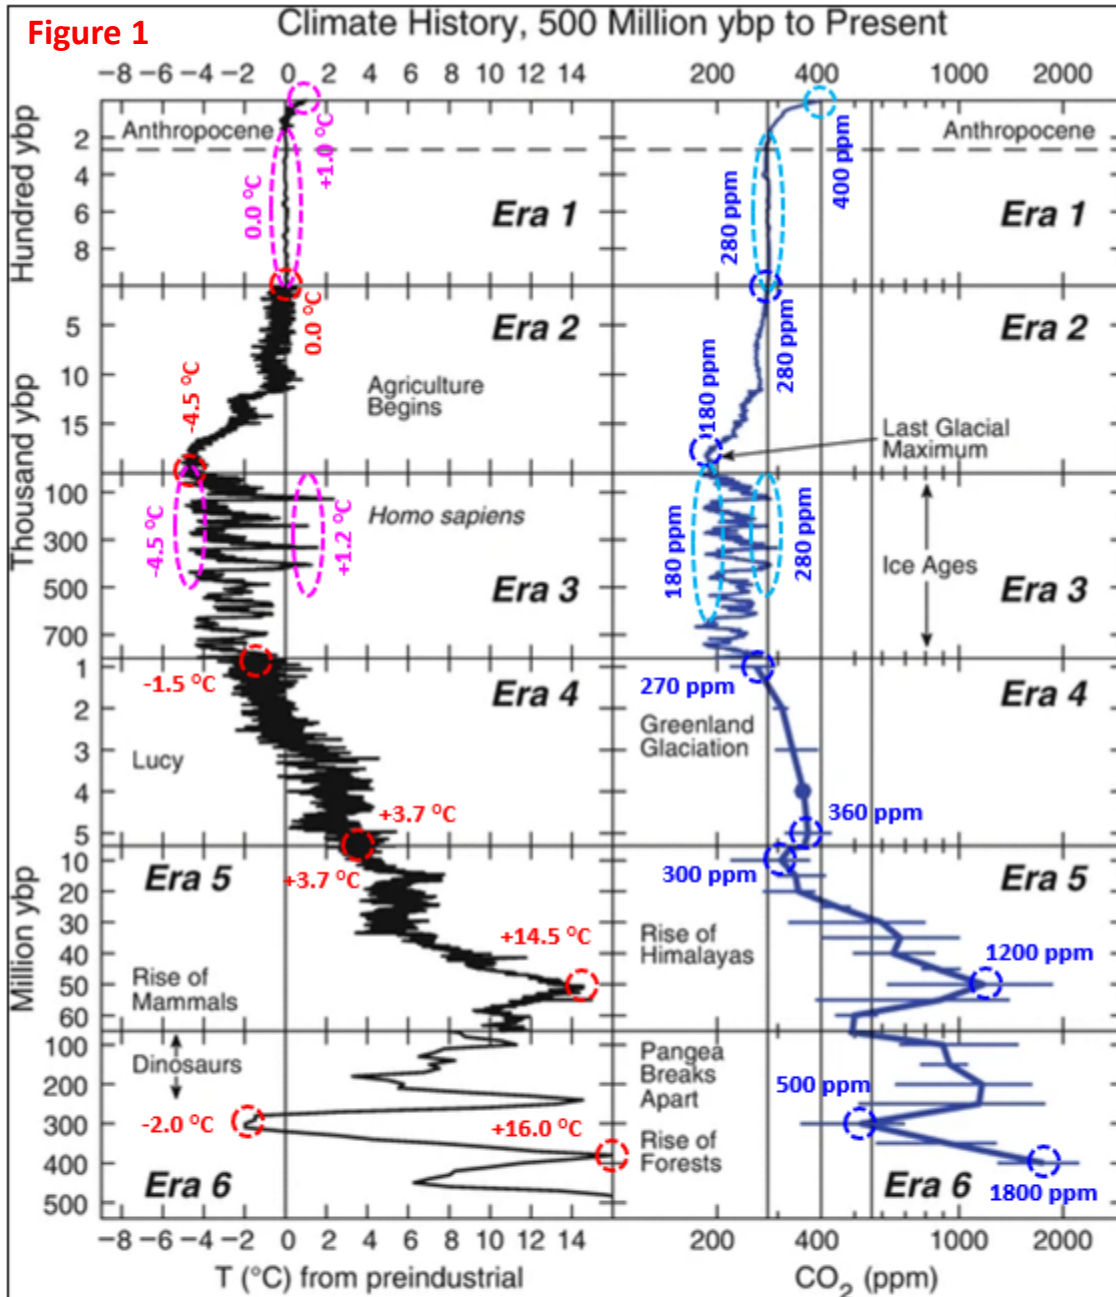 Figure 1
Climate History, 500 Million ybp to Present
−8 −6 −4 −2 0 2 4 6 8 10 12 14
200 400 1000 2000
Hundred ybp
2
4
6
8
Anthropocene
+1.0 °C
0.0 °C
Era 1
Anthropocene
400 ppm
280 ppm
Era 1
Thousand ybp
5
10
15
0.0 °C
-4.5 °C
Era 2
Agriculture
Begins
280 ppm
180 ppm
Era 2
Last Glacial
Maximum
100
300
500
700
-4.5 °C
+1.2 °C
Homo sapiens
Era 3
180 ppm
280 ppm
Ice Ages
Era 3
1
2
3
4
5
-1.5 °C
Era 4
Lucy
+3.7 °C
270 ppm
Greenland
Glaciation
Era 4
360 ppm
Million ybp
10
20
30
40
50
60
Era 5
+3.7 °C
+14.5 °C
Rise of
Mammals
300 ppm
Era 5
Rise of
Himalayas
1200 ppm
100
200
300
400
500
Dinosaurs
-2.0 °C
+16.0 °C
Era 6
Pangea
Breaks
Apart
500 ppm
Rise of
Forests
Era 6
1800 ppm
−8 −6 −4 −2 0 2 4 6 8 10 12 14
200 400 1000 2000
T (°C) from preindustrial
CO2 (ppm)